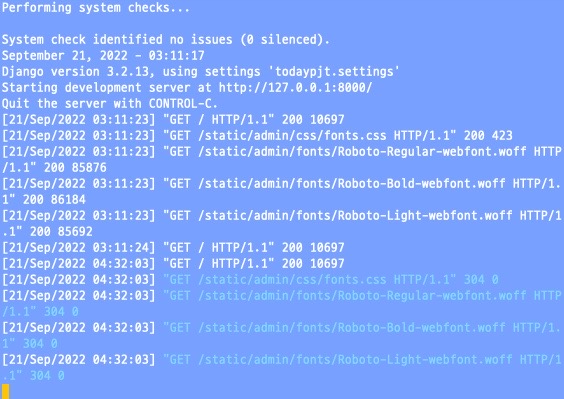 Performing system checks...
System check identified no issues (0 silenced).
September 21, 2022 - 03:11:17
Django version 3.2.13, using settings 'todaypjt.settings'
Starting development server at http://127.0.0.1:8000/
Quit the server with CONTROL-C.
[21/Sep/2022 03:11:23] "GET / HTTP/1.1" 200 10697
[21/Sep/2022 03:11:23] "GET /static/admin/css/fonts.css HTTP/1.1" 200 423
[21/Sep/2022 03:11:23] "GET /static/admin/fonts/Roboto-Regular-webfont.woff HTTP
/1.1" 200 85876
[21/Sep/2022 03:11:23] "GET /static/admin/fonts/Roboto-Bold-webfont.woff HTTP/1.
1" 200 86184
[21/Sep/2022 03:11:23] "GET /static/admin/fonts/Roboto-Light-webfont.woff HTTP/1
.1" 200 85692
[21/Sep/2022 03:11:24] "GET / HTTP/1.1" 200 10697
[21/Sep/2022 04:32:03] "GET / HTTP/1.1" 200 10697
[21/Sep/2022 04:32:03] "GET /static/admin/css/fonts.css HTTP/1.1" 304 0
[21/Sep/2022 04:32:03] "GET /static/admin/fonts/Roboto-Regular-webfont.woff HTTP
/1.1" 304 0
[21/Sep/2022 04:32:03] "GET /static/admin/fonts/Roboto-Bold-webfont.woff HTTP/1.
1" 304 0
[21/Sep/2022 04:32:03] "GET /static/admin/fonts/Roboto-Light-webfont.woff HTTP/1
.1" 304 0